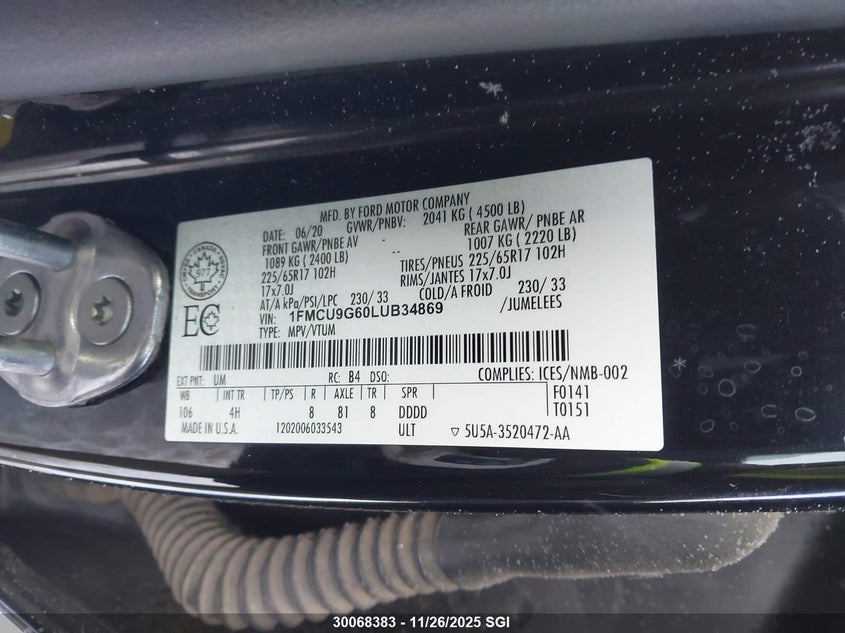 MFD. BY FORD MOTOR COMPANY
DATE: 06/20 GVWR/PNBV: 2041 KG ( 4500 LB)
FRONT GAWR/PNBE AV -- REAR GAWR/ PNBE AR
1089 KG ( 2400 LB) 1007 KG ( 2220 LB)
225/65R17 102H TIRES/PNEUS 225/65R17 102H
17x7.0J RIMS/JANTES 17x7.0J
AT/A kPa/PSI/LPC 230/ 33 COLD/A FROID 230/ 33
VIN: 1FMCU9G60LUB34869 /JUMELEES
TYPE: MPV/VTUM
EC
977
EXT PNT: UM RC: B4 DSO: COMPLIES: ICES/NMB-002
WB INT TR TP/PS R AXLE TR SPR F0141
106 4H 8 81 8 DDDD T0151
MADE IN U.S.A. 1202006033543 ULT ▽ 5U5A-3520472-AA
30068383 - 11/26/2025 SGI